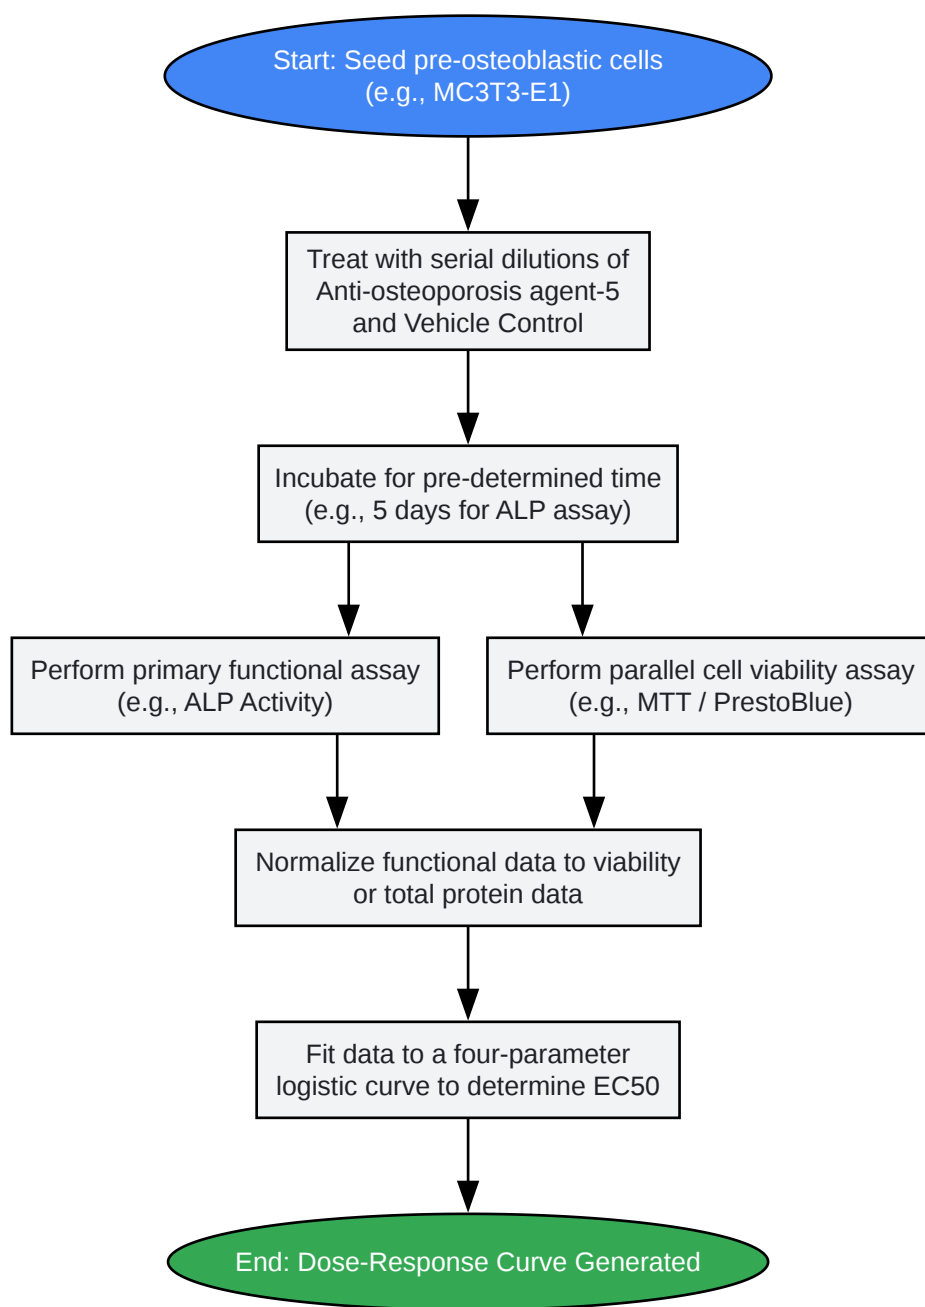 Start: Seed pre-osteoblastic cells
(e.g., MC3T3-E1)
Treat with serial dilutions of
Anti-osteoporosis agent-5
and Vehicle Control
Incubate for pre-determined time
(e.g., 5 days for ALP assay)
Perform primary functional assay
(e.g., ALP Activity)
Perform parallel cell viability assay
(e.g., MTT / PrestoBlue)
Normalize functional data to viability
or total protein data
Fit data to a four-parameter
logistic curve to determine EC50
End: Dose-Response Curve Generated